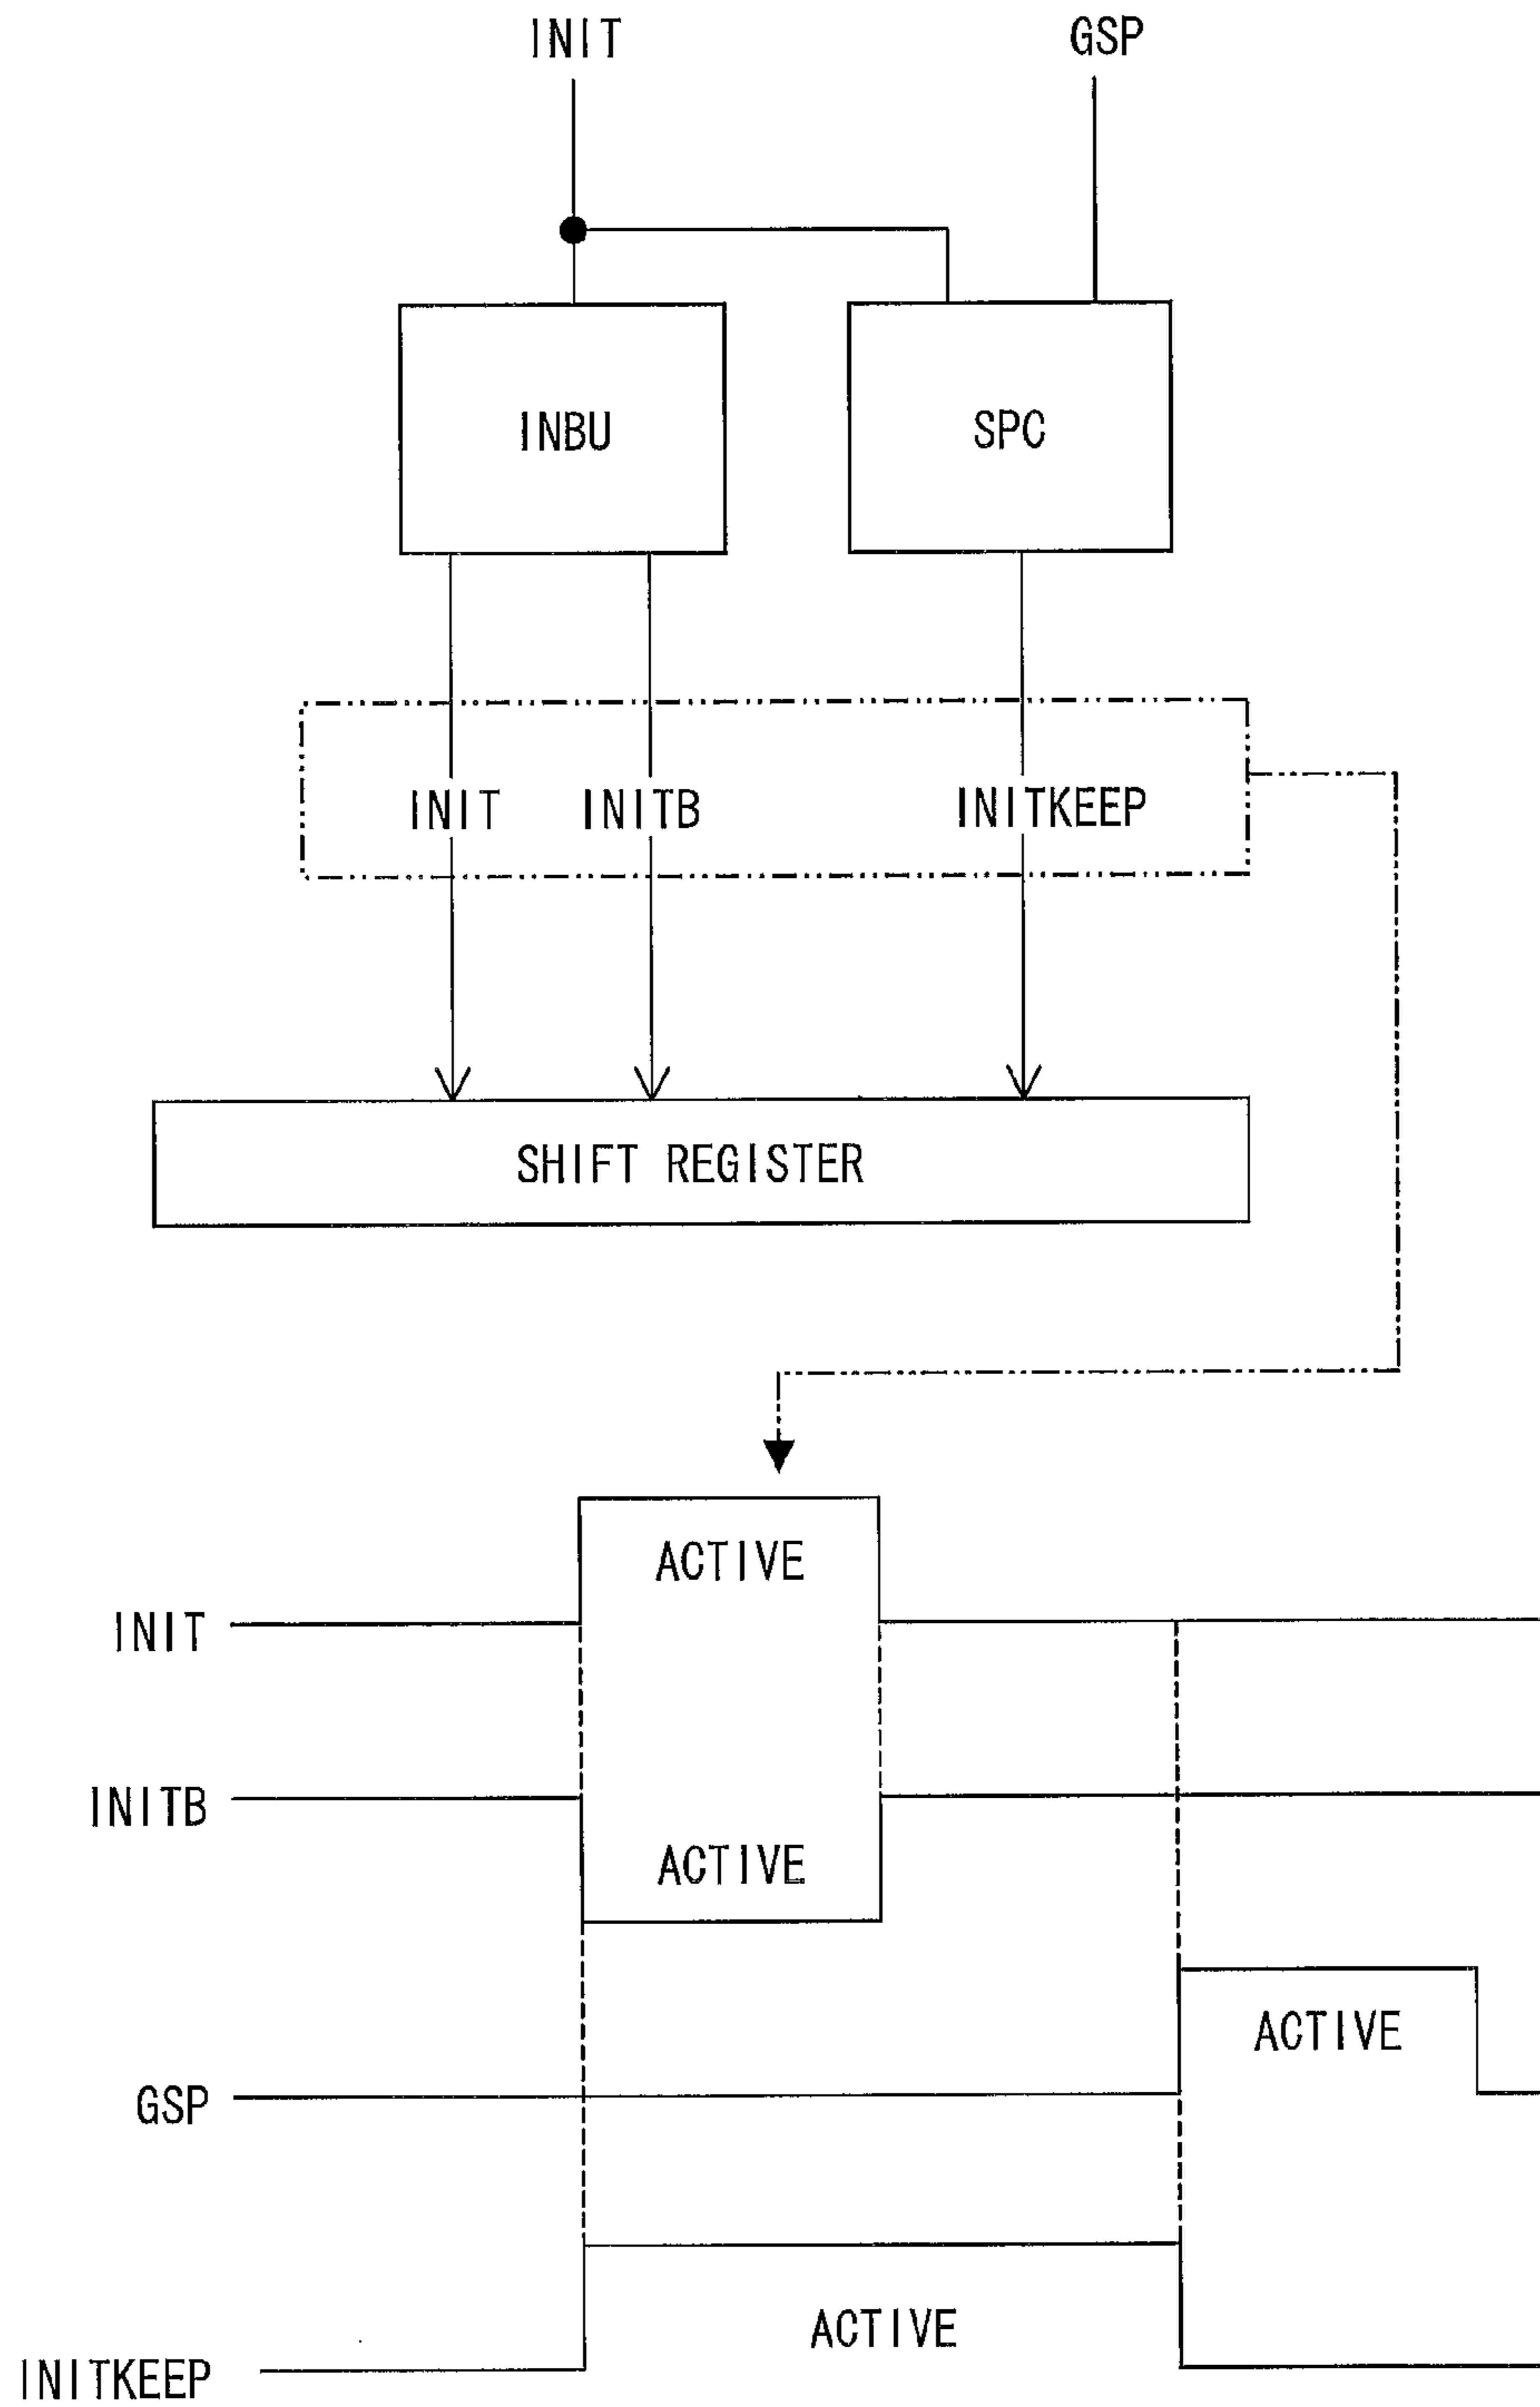 INIT GSP
INBU SPC
INIT INITB INITKEEP
SHIFT REGISTER
ACTIVE
INIT
INITB
ACTIVE
ACTIVE
GSP
ACTIVE
INITKEEP